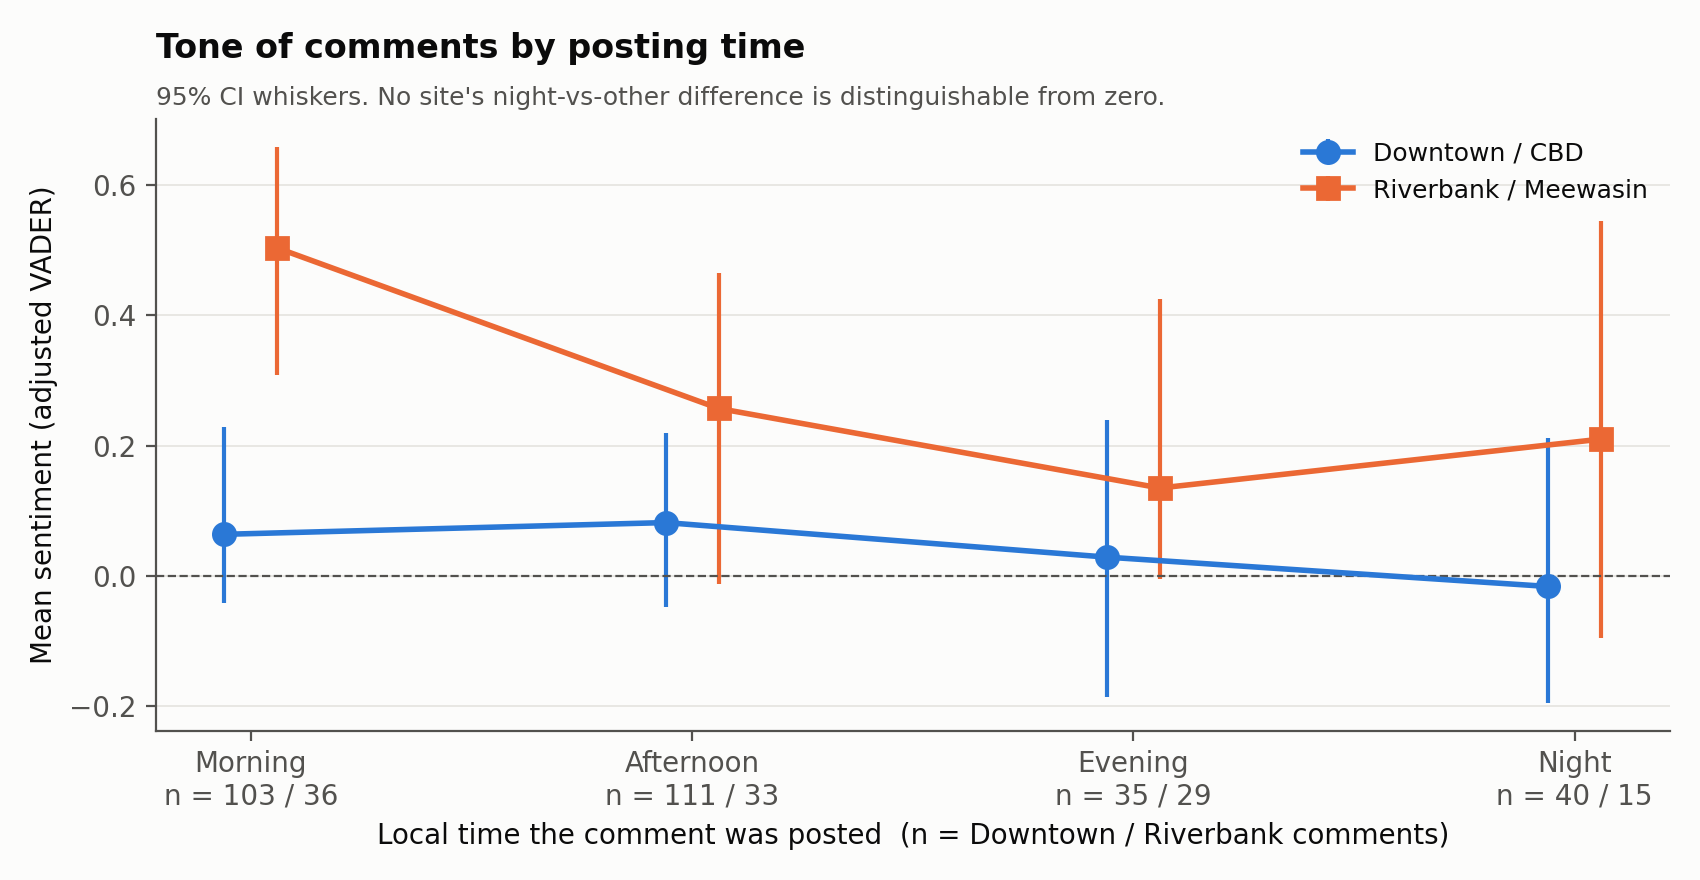 Tone of comments by posting time
95% CI whiskers. No site's night-vs-other difference is distinguishable from zero.
Downtown / CBD
Riverbank / Meewasin
Mean sentiment (adjusted VADER)
0.6
0.4
0.2
0.0
−0.2
Morning
n = 103 / 36
Afternoon
n = 111 / 33
Evening
n = 35 / 29
Night
n = 40 / 15
Local time the comment was posted  (n = Downtown / Riverbank comments)